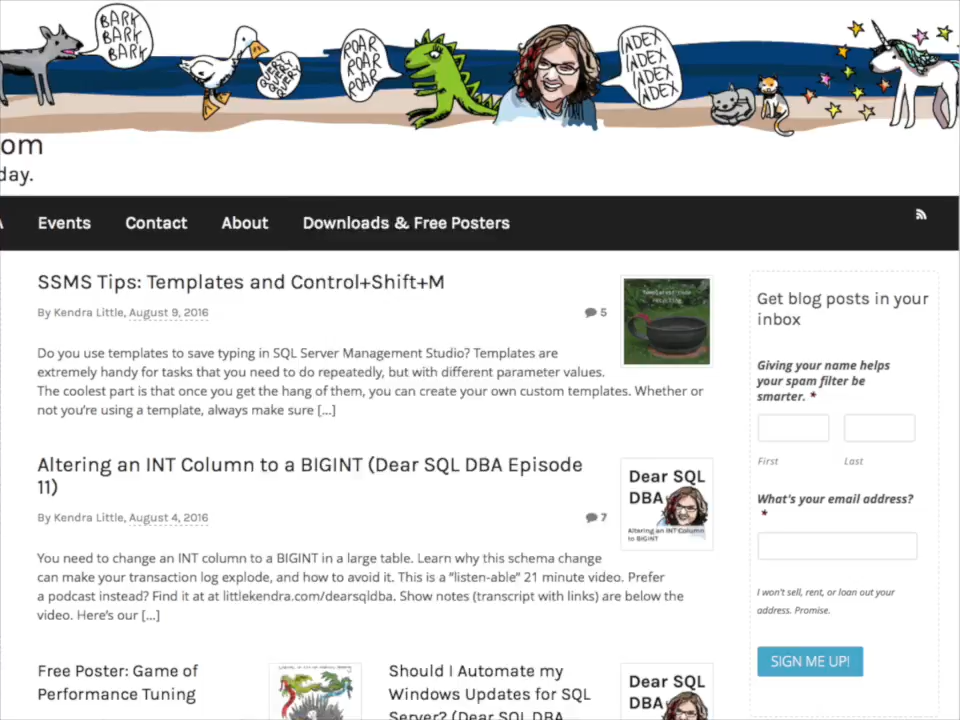 BARK
BARK
BARK
QUERY
QUERY
QUERY
ROAR
ROAR
ROAR
INDEX
INDEX
INDEX
INDEX
om
day.
Events Contact About Downloads & Free Posters
SSMS Tips: Templates and Control+Shift+M
By Kendra Little, August 9, 2016
5
Do you use templates to save typing in SQL Server Management Studio? Templates are
extremely handy for tasks that you need to do repeatedly, but with different parameter values.
The coolest part is that once you get the hang of them, you can create your own custom templates. Whether or
not you're using a template, always make sure [...]
Altering an INT Column to a BIGINT (Dear SQL DBA Episode
11)
By Kendra Little, August 4, 2016
7
Dear SQL
DBA
Altering an INT Column
to BIGINT
You need to change an INT column to a BIGINT in a large table. Learn why this schema change
can make your transaction log explode, and how to avoid it. This is a "listen-able" 21 minute video. Prefer
a podcast instead? Find it at at littlekendra.com/dearsqldba. Show notes (transcript with links) are below the
video. Here's our [...]
Free Poster: Game of
Performance Tuning
Should I Automate my
Windows Updates for SQL
Server? (Dear SQL DBA
Dear SQL
DBA
Get blog posts in your
inbox
Giving your name helps
your spam filter be
smarter. *
First Last
What's your email address?
*
I won't sell, rent, or loan out your
address. Promise.
SIGN ME UP!